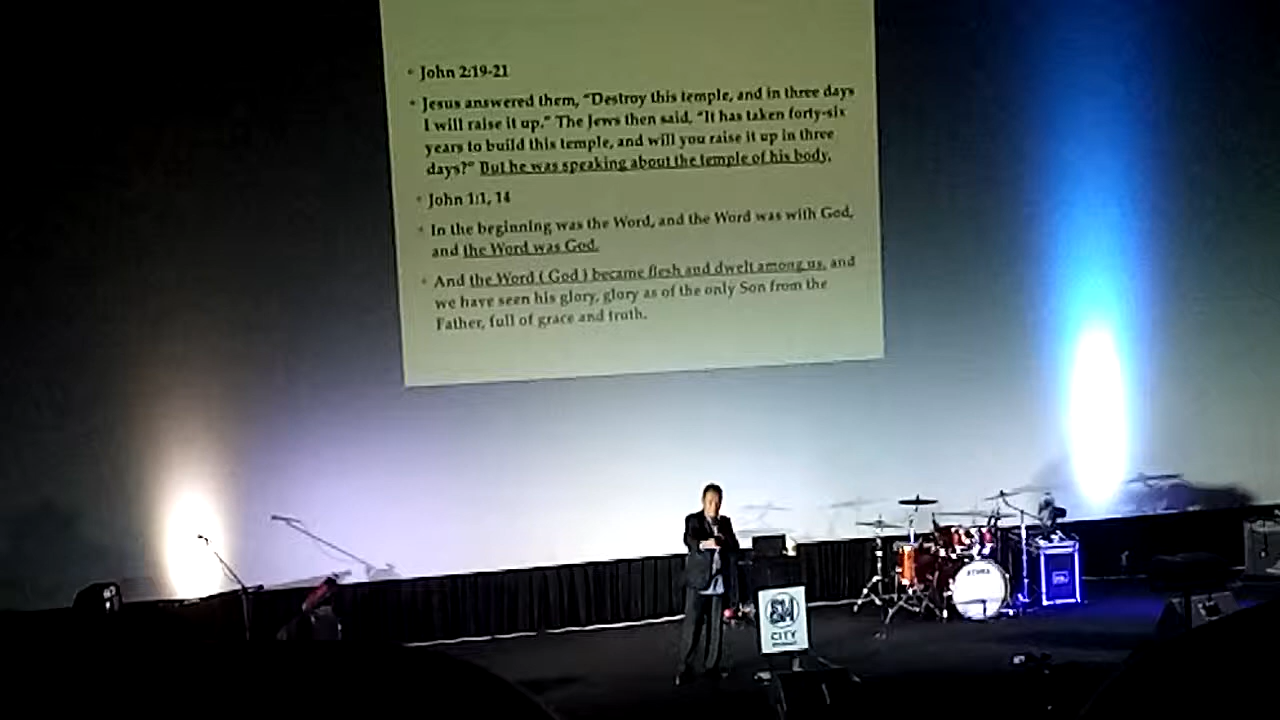 • John 2:19-21
• Jesus answered them, "Destroy this temple, and in three days
I will raise it up." The Jews then said, "It has taken forty-six
years to build this temple, and will you raise it up in three
days?" But he was speaking about the temple of his body.
• John 1:1, 14
• In the beginning was the Word, and the Word was with God,
and the Word was God.
• And the Word ( God ) became flesh and dwelt among us, and
we have seen his glory, glory as of the only Son from the
Father, full of grace and truth.
SM
CITY
TAMA